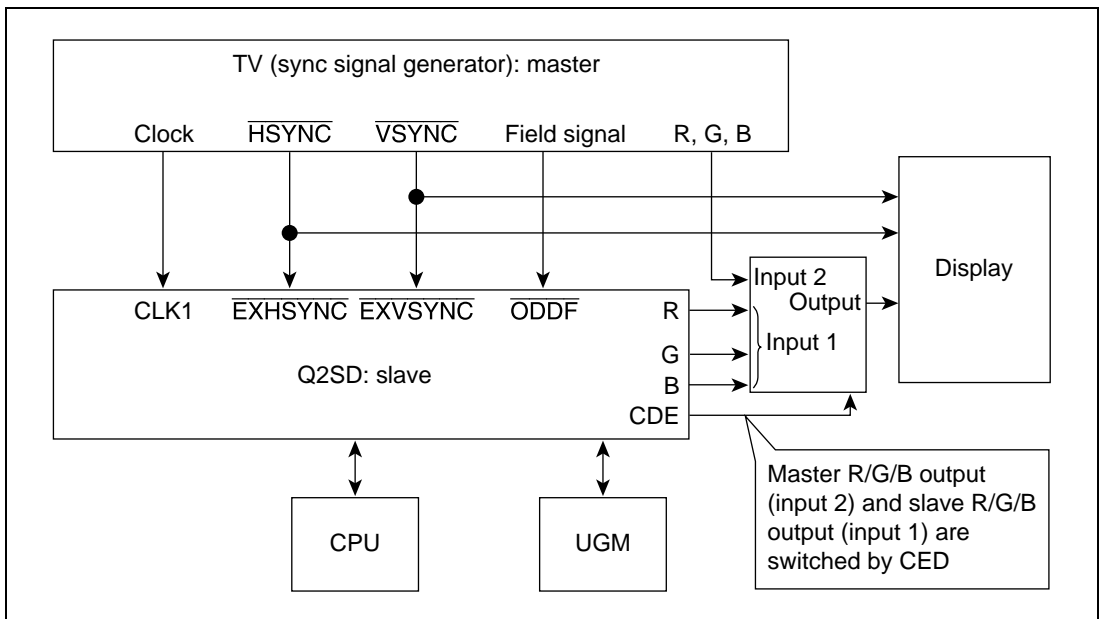 TV (sync signal generator): master
Clock HSYNC VSYNC Field signal R, G, B
Display
Input 2
Output
Input 1
CLK1 EXHSYNC EXVSYNC ODDF R
G
B
CDE
Q2SD: slave
Master R/G/B output
(input 2) and slave R/G/B
output (input 1) are
switched by CED
CPU
UGM